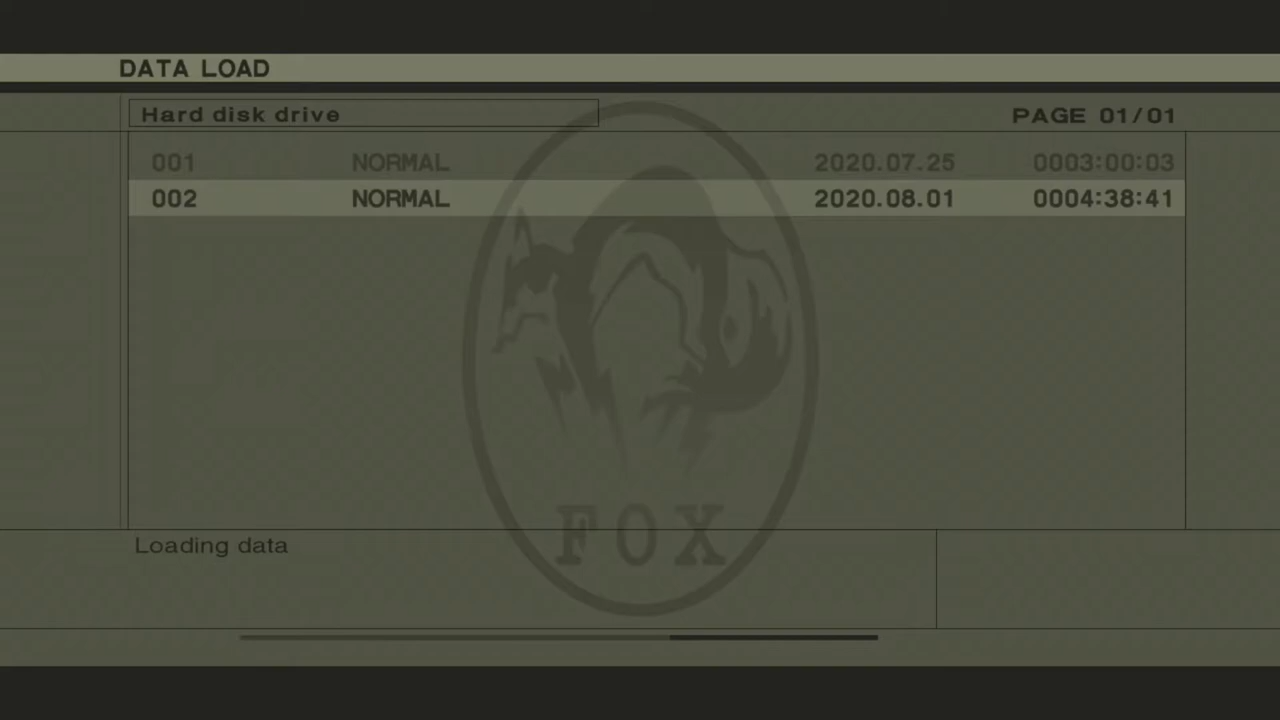 DATA LOAD
Hard disk drive PAGE 01/01
001 NORMAL 2020.07.25 0003:00:03
002 NORMAL 2020.08.01 0004:38:41
FOX
Loading data